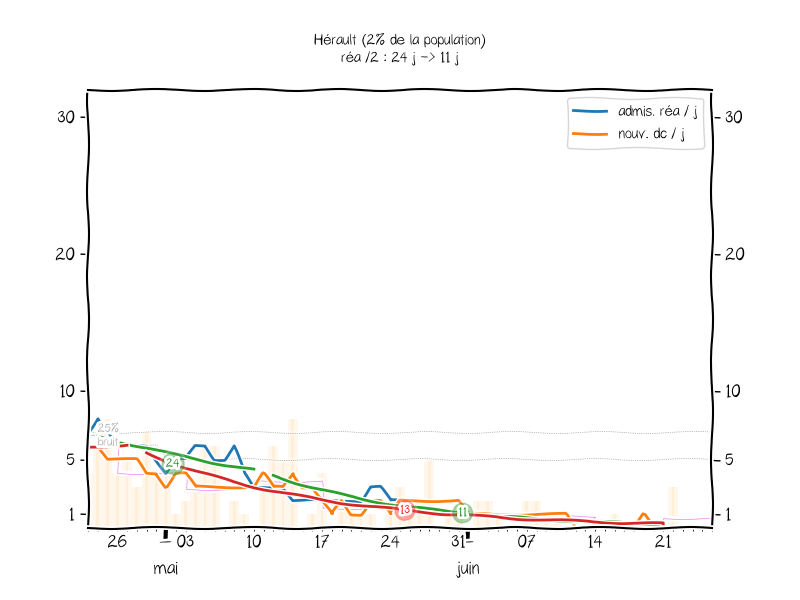 Hérault (2% de la population)
réa /2 : 24 j -> 11 j
admis. réa / j
nouv. dc / j
30 30
20 20
10 10
25%
bruit
5 24 5
1 13 11 1
26 03 10 17 24 31 07 14 21
mai juin